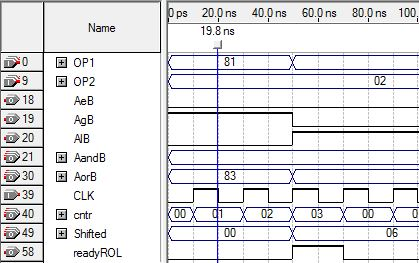 Name
0 ps 20.0 ns 40.0 ns 60.0 ns 80.0 ns 100.
19.8 ns
0 OP1 81
9 OP2 02
18 AeB
19 AgB
20 AlB
21 AandB
30 AorB 83
39 CLK
40 cntr 00 01 02 03 00 0
49 Shifted 00 06
58 readyROL